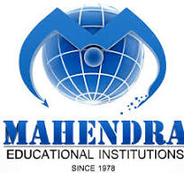 MAHENDRA
EDUCATIONAL INSTITUTIONS
SINCE 1978